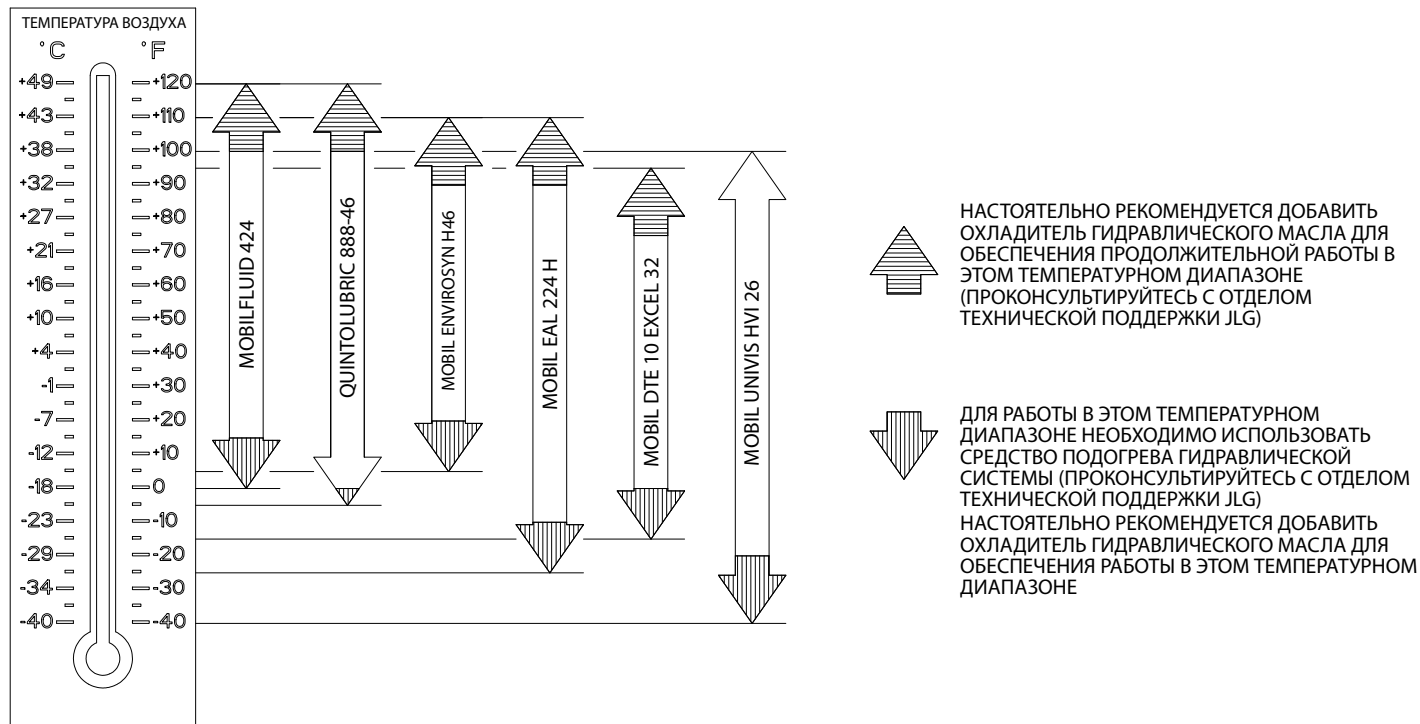 ТЕМПЕРАТУРА ВОЗДУХА
°C °F
+49 +120
+43 +110
+38 +100
+32 +90
+27 +80
+21 +70
+16 +60
+10 +50
+4 +40
-1 +30
-7 +20
-12 +10
-18 0
-23 -10
-29 -20
-34 -30
-40 -40
MOBILFLUID 424
QUINTOLUBRIC 888-46
MOBIL ENVIROSYN H46
MOBIL EAL 224 H
MOBIL DTE 10 EXCEL 32
MOBIL UNIVIS HVI 26
НАСТОЯТЕЛЬНО РЕКОМЕНДУЕТСЯ ДОБАВИТЬ
ОХЛАДИТЕЛЬ ГИДРАВЛИЧЕСКОГО МАСЛА ДЛЯ
ОБЕСПЕЧЕНИЯ ПРОДОЛЖИТЕЛЬНОЙ РАБОТЫ В
ЭТОМ ТЕМПЕРАТУРНОМ ДИАПАЗОНЕ
(ПРОКОНСУЛЬТИРУЙТЕСЬ С ОТДЕЛОМ
ТЕХНИЧЕСКОЙ ПОДДЕРЖКИ JLG)
ДЛЯ РАБОТЫ В ЭТОМ ТЕМПЕРАТУРНОМ
ДИАПАЗОНЕ НЕОБХОДИМО ИСПОЛЬЗОВАТЬ
СРЕДСТВО ПОДОГРЕВА ГИДРАВЛИЧЕСКОЙ
СИСТЕМЫ (ПРОКОНСУЛЬТИРУЙТЕСЬ С ОТДЕЛОМ
ТЕХНИЧЕСКОЙ ПОДДЕРЖКИ JLG)
НАСТОЯТЕЛЬНО РЕКОМЕНДУЕТСЯ ДОБАВИТЬ
ОХЛАДИТЕЛЬ ГИДРАВЛИЧЕСКОГО МАСЛА ДЛЯ
ОБЕСПЕЧЕНИЯ РАБОТЫ В ЭТОМ ТЕМПЕРАТУРНОМ
ДИАПАЗОНЕ